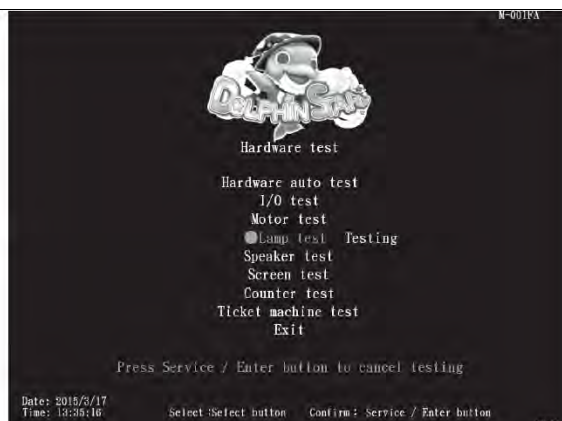 M-001FA
DOLPHIN STAR
Hardware test
Hardware auto test
I/O test
Motor test
Lamp test Testing
Speaker test
Screen test
Counter test
Ticket machine test
Exit
Press Service / Enter button to cancel testing
Date: 2015/3/17
Time: 13:35:16 Select :Select button Confirm: Service / Enter button